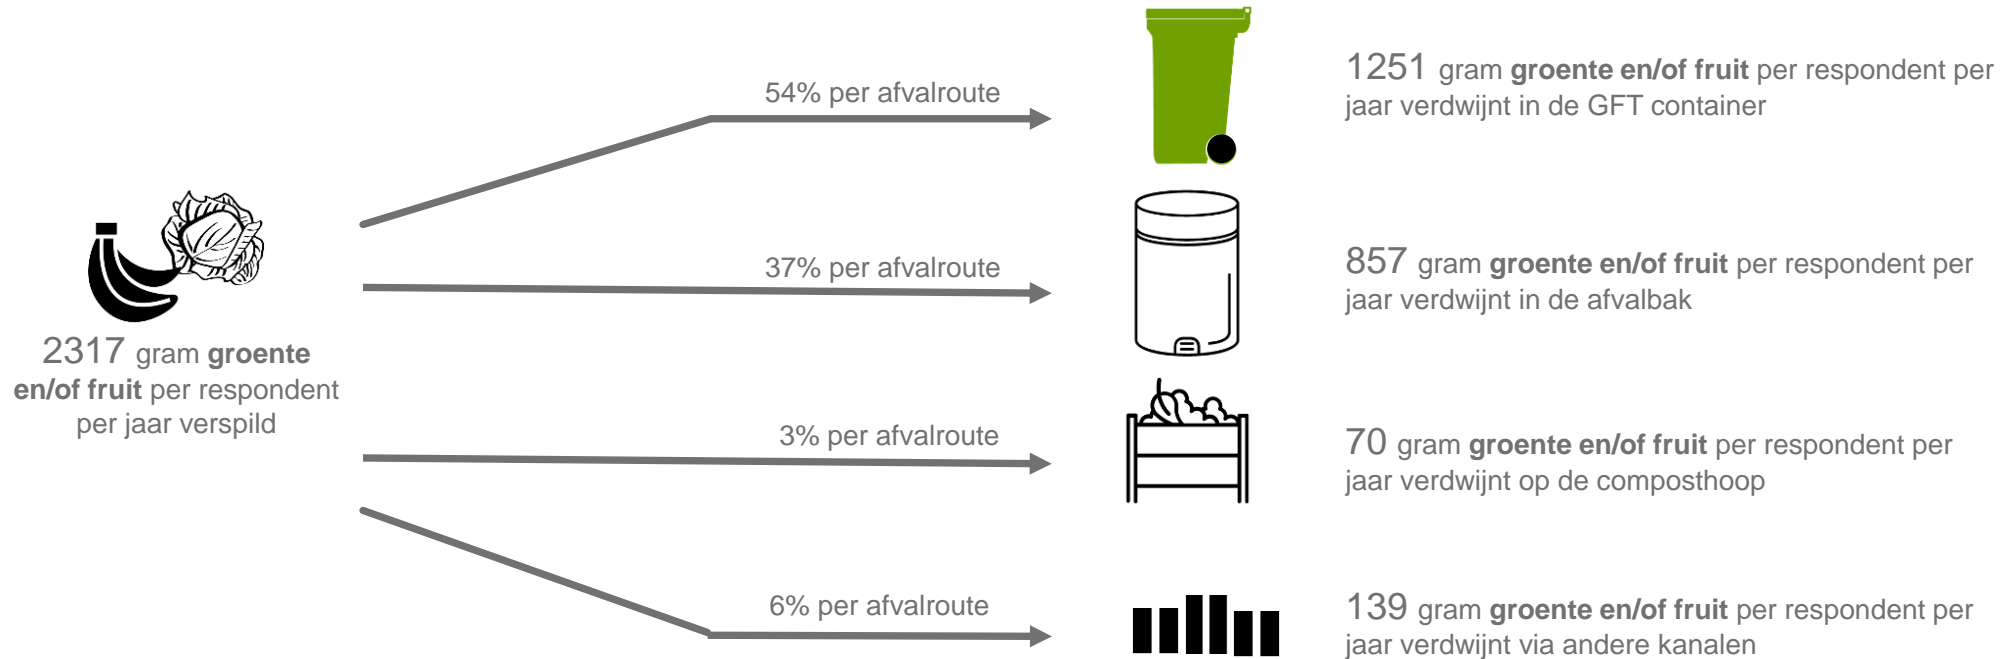 2317 gram groente
en/of fruit per respondent
per jaar verspild
54% per afvalroute
1251 gram groente en/of fruit per respondent per
jaar verdwijnt in de GFT container
37% per afvalroute
857 gram groente en/of fruit per respondent per
jaar verdwijnt in de afvalbak
3% per afvalroute
70 gram groente en/of fruit per respondent per
jaar verdwijnt op de composthoop
6% per afvalroute
139 gram groente en/of fruit per respondent per
jaar verdwijnt via andere kanalen